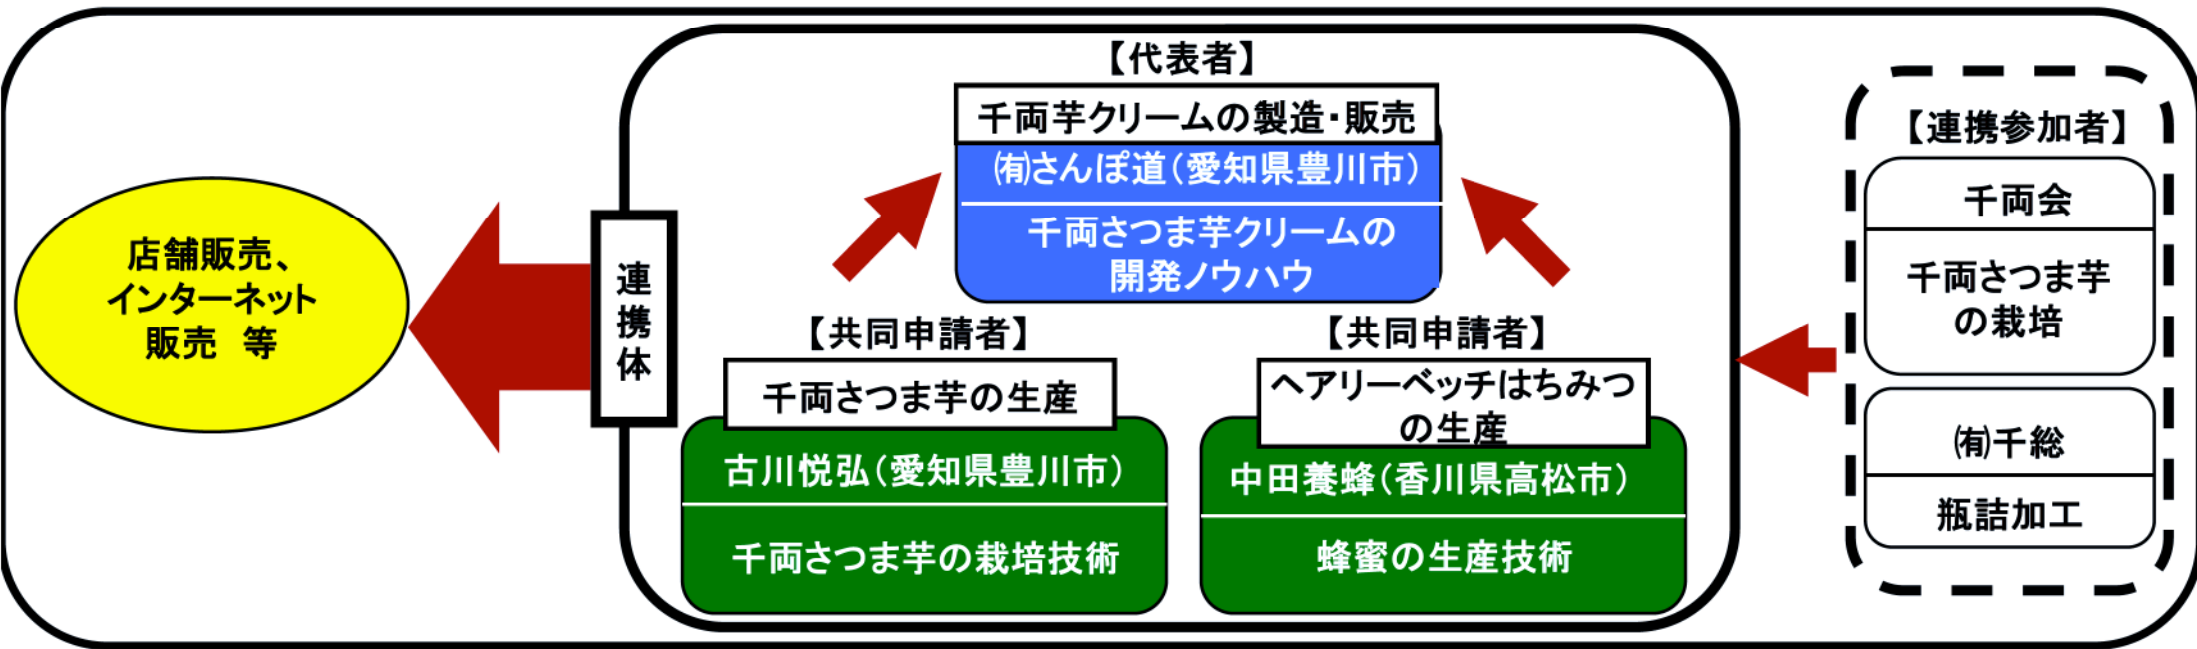 【代表者】
千両芋クリームの製造・販売
㈲さんぽ道（愛知県豊川市）
千両さつま芋クリームの
開発ノウハウ
【共同申請者】
千両さつま芋の生産
古川悦弘（愛知県豊川市）
千両さつま芋の栽培技術
【共同申請者】
ヘアリーベッチはちみつ
の生産
中田養蜂（香川県高松市）
蜂蜜の生産技術
連携体
店舗販売、
インターネット
販売　等
【連携参加者】
千両会
千両さつま芋
の栽培
㈲千総
瓶詰加工